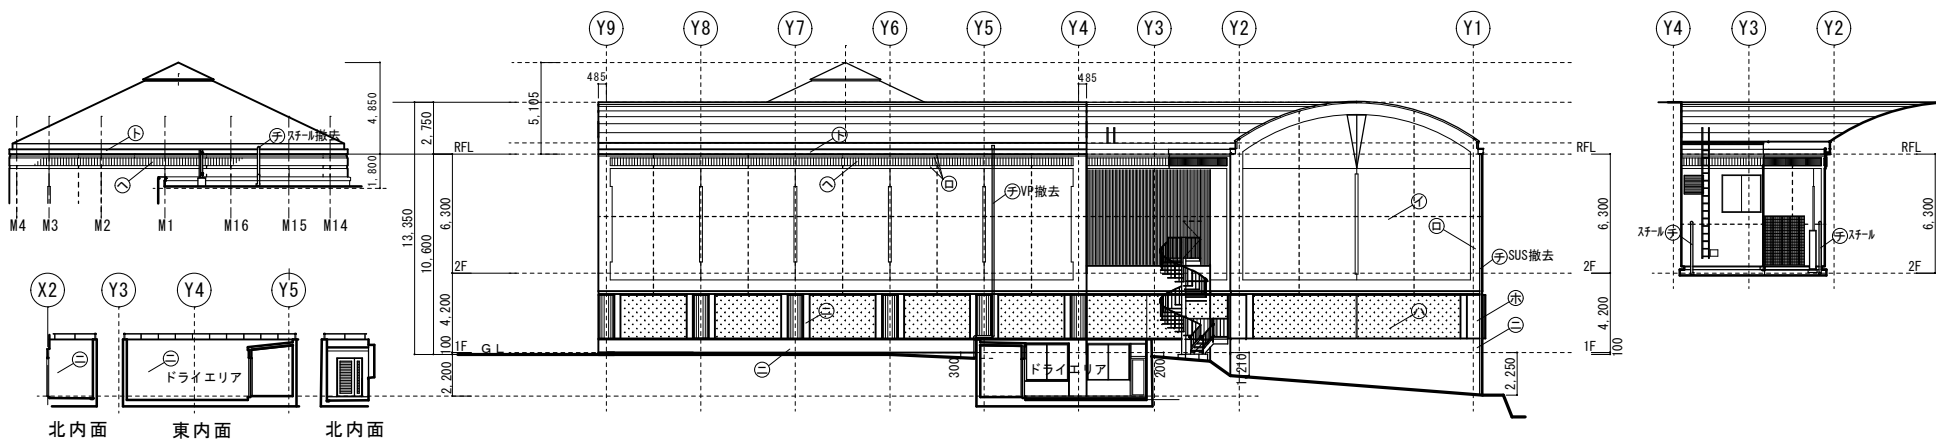 Y9 Y8 Y7 Y6 Y5 Y4 Y3 Y2 Y1
Y4 Y3 Y2
4,850
1,800
ト
チ スチール撤去
ヘ
M4 M3 M2 M1 M16 M15 M14
485
485
5,105
2,750
13,350
10,600
6,300
4,200
100
2,200
RFL
2F
1F
GL
ト
ヘ
ロ
チVP撤去
イ
ロ
チSUS撤去
ホ
ニ
ハ
ニ
ニ
300
ドライエリア
200
1,210
2,250
RFL
6,300
2F
4,200
1F
100
スチールチ
チスチール
RFL
6,300
2F
X2 Y3 Y4 Y5
ニ
ニ
ドライエリア
北内面 東内面 北内面